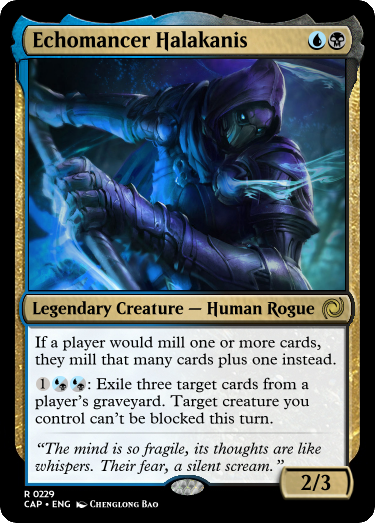 Echomancer Halakanis
Legendary Creature — Human Rogue
If a player would mill one or more cards,
they mill that many cards plus one instead.
1: Exile three target cards from a
player's graveyard. Target creature you
control can't be blocked this turn.
"The mind is so fragile, its thoughts are like
whispers. Their fear, a silent scream."
2/3
R 0229
CAP • ENG Chenglong Bao